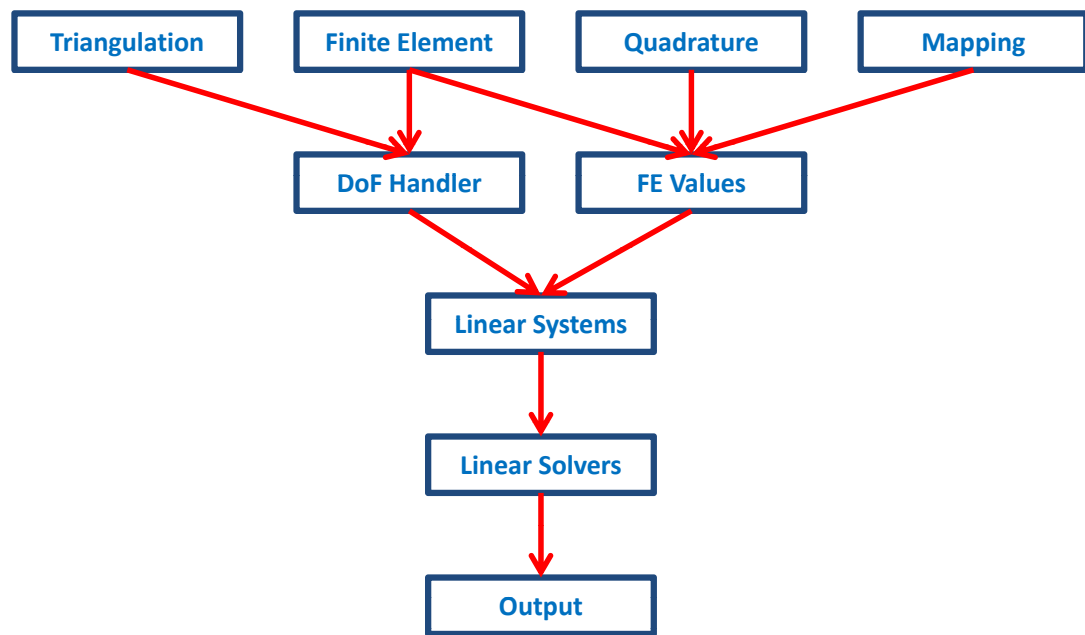 Triangulation
Finite Element
Quadrature
Mapping
DoF Handler
FE Values
Linear Systems
Linear Solvers
Output